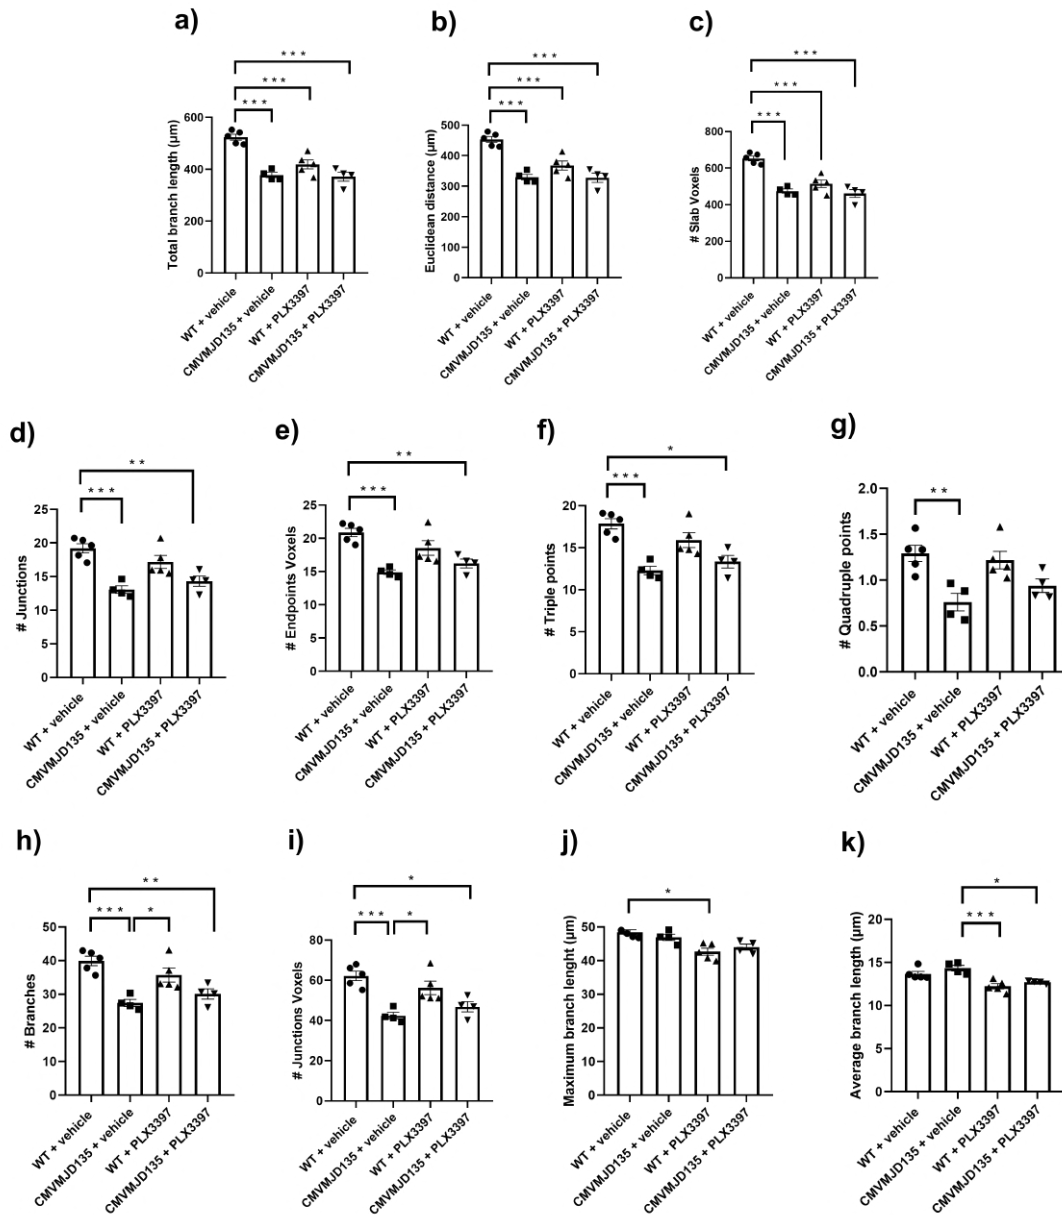 a)
* * *
* * *
* * *
Total branch length (µm)
600
400
200
0
WT + vehicle
CMVMJD135 + vehicle
WT + PLX3397
CMVMJD135 + PLX3397
b)
* * *
* * *
* * *
Euclidean distance (µm)
500
400
300
200
100
0
WT + vehicle
CMVMJD135 + vehicle
WT + PLX3397
CMVMJD135 + PLX3397
c)
* * *
* * *
* * *
# Slab Voxels
800
600
400
200
0
WT + vehicle
CMVMJD135 + vehicle
WT + PLX3397
CMVMJD135 + PLX3397
d)
* *
* * *
# Junctions
25
20
15
10
5
0
WT + vehicle
CMVMJD135 + vehicle
WT + PLX3397
CMVMJD135 + PLX3397
e)
* *
* * *
# Endpoints Voxels
25
20
15
10
5
0
WT + vehicle
CMVMJD135 + vehicle
WT + PLX3397
CMVMJD135 + PLX3397
f)
*
* * *
# Triple points
20
15
10
5
0
WT + vehicle
CMVMJD135 + vehicle
WT + PLX3397
CMVMJD135 + PLX3397
g)
* *
# Quadruple points
2.0
1.5
1.0
0.5
0.0
WT + vehicle
CMVMJD135 + vehicle
WT + PLX3397
CMVMJD135 + PLX3397
h)
* *
* * *
*
# Branches
50
40
30
20
10
0
WT + vehicle
CMVMJD135 + vehicle
WT + PLX3397
CMVMJD135 + PLX3397
i)
*
* * *
*
# Junctions Voxels
80
60
40
20
0
WT + vehicle
CMVMJD135 + vehicle
WT + PLX3397
CMVMJD135 + PLX3397
j)
*
Maximum branch lenght (µm)
50
40
30
20
10
0
WT + vehicle
CMVMJD135 + vehicle
WT + PLX3397
CMVMJD135 + PLX3397
k)
*
* * *
Average branch length (µm)
20
15
10
5
0
WT + vehicle
CMVMJD135 + vehicle
WT + PLX3397
CMVMJD135 + PLX3397